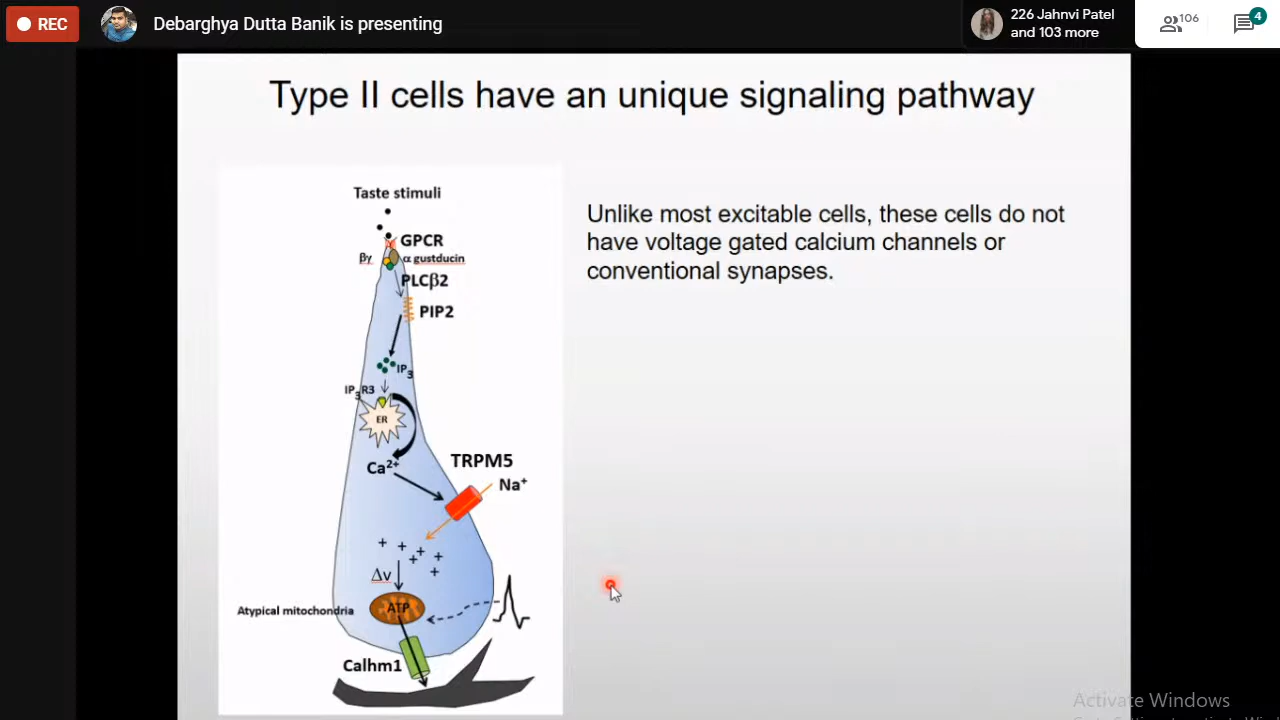 REC
Debarghya Dutta Banik is presenting
226 Jahnvi Patel
and 103 more
106
4
Type II cells have an unique signaling pathway
Taste stimuli
GPCR
βγ
α gustducin
PLCβ2
PIP2
IP3
IP3R3
ER
Ca2+
TRPM5
Na+
+ + + + + +
Δv
Atypical mitochondria
ATP
Calhm1
Unlike most excitable cells, these cells do not
have voltage gated calcium channels or
conventional synapses.
Activate Windows